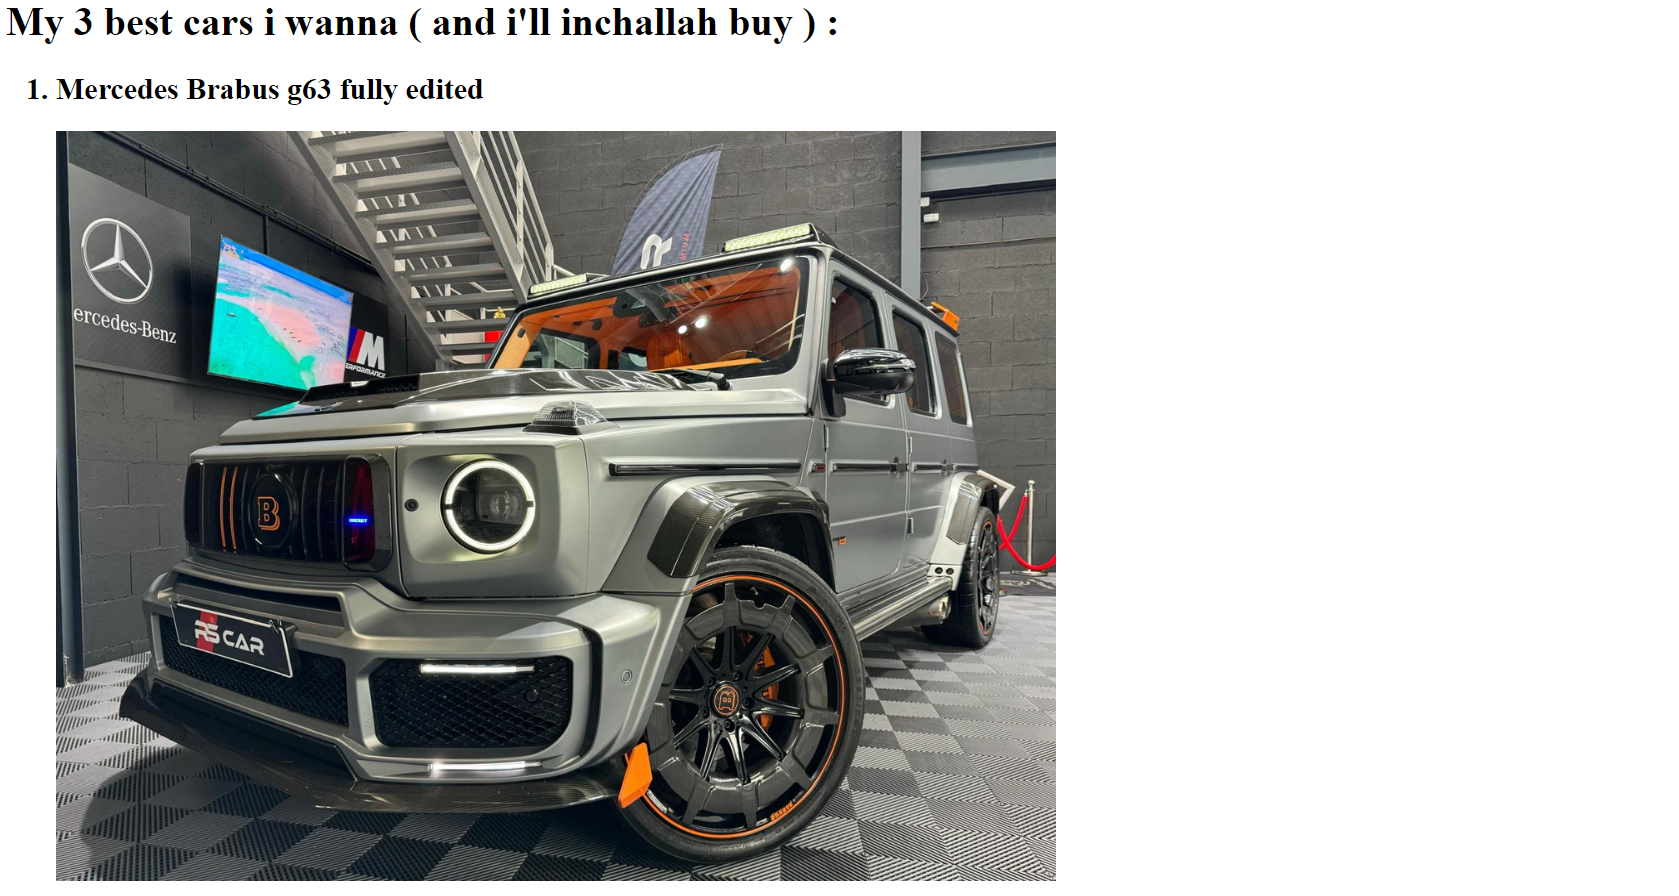 My 3 best cars i wanna ( and i'll inchallah buy ) :
1. Mercedes Brabus g63 fully edited
ercedes-Benz
M
PERFORMANCE
R
B
RS CAR
B